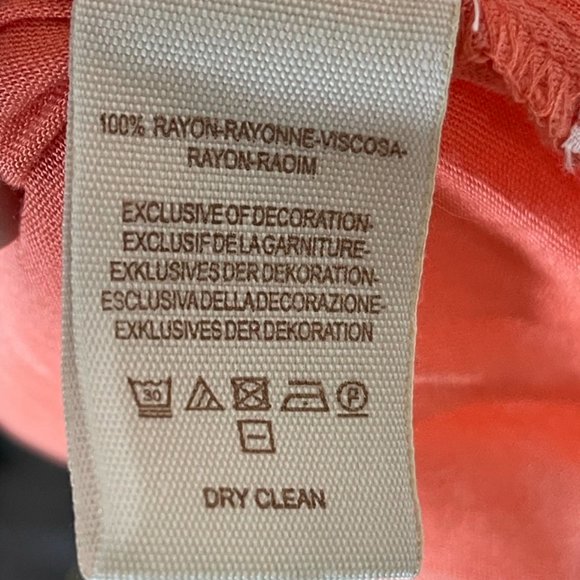 100% RAYON-RAYONNE-VISCOSA-
RAYON-RAOIM
EXCLUSIVE OF DECORATION-
EXCLUSIF DE LA GARNITURE-
EXKLUSIVES DER DEKORATION-
ESCLUSIVA DELLA DECORAZIONE-
EXKLUSIVES DER DEKORATION
30 P
DRY CLEAN